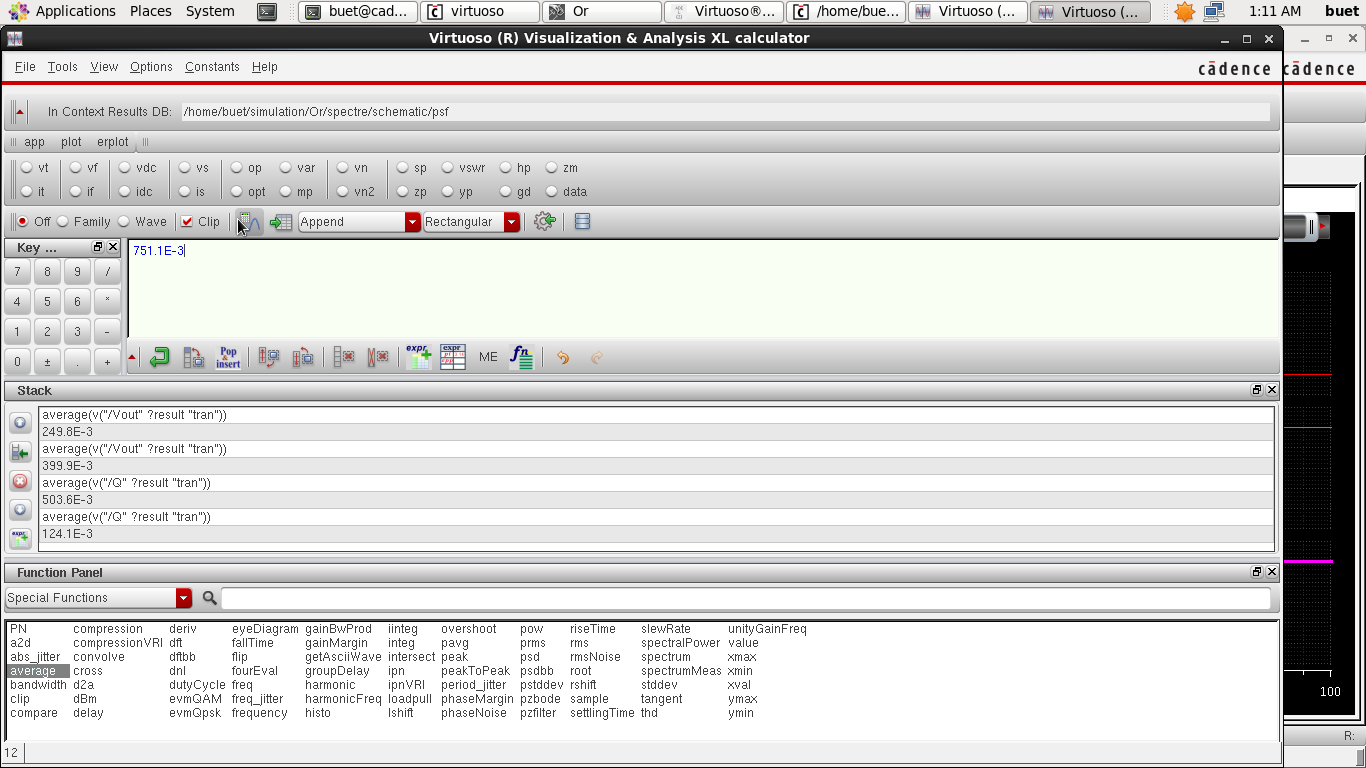 Applications Places System buet@cad... virtuoso Or Virtuoso®... /home/bue... Virtuoso (... Virtuoso (... 1:11 AM buet
Virtuoso (R) Visualization & Analysis XL calculator
File Tools View Options Constants Help cādence cādence
In Context Results DB: /home/buet/simulation/Or/spectre/schematic/psf
app plot erplot
vt vf vdc vs op var vn sp vswr hp zm
it if idc is opt mp vn2 zp yp gd data
Off Family Wave Clip Append Rectangular
Key ...
751.1E-3
7 8 9 /
4 5 6 *
1 2 3 -
0 ± . +
Pop insert expr expr ME fn
Stack
average(v("/Vout" ?result "tran"))
249.8E-3
average(v("/Vout" ?result "tran"))
399.9E-3
average(v("/Q" ?result "tran"))
503.6E-3
average(v("/Q" ?result "tran"))
124.1E-3
expr
Function Panel
Special Functions
PN compression deriv eyeDiagram gainBwProd iinteg overshoot pow riseTime slewRate unityGainFreq
a2d compressionVRI dft fallTime gainMargin integ pavg prms rms spectralPower value
abs_jitter convolve dftbb flip getAsciiWave intersect peak psd rmsNoise spectrum xmax
average cross dnl fourEval groupDelay ipn peakToPeak psdbb root spectrumMeas xmin
bandwidth d2a dutyCycle freq harmonic ipnVRI period_jitter pstddev rshift stddev xval
clip dBm evmQAM freq_jitter harmonicFreq loadpull phaseMargin pzbode sample tangent ymax
compare delay evmQpsk frequency histo lshift phaseNoise pzfilter settlingTime thd ymin
100
R:
12